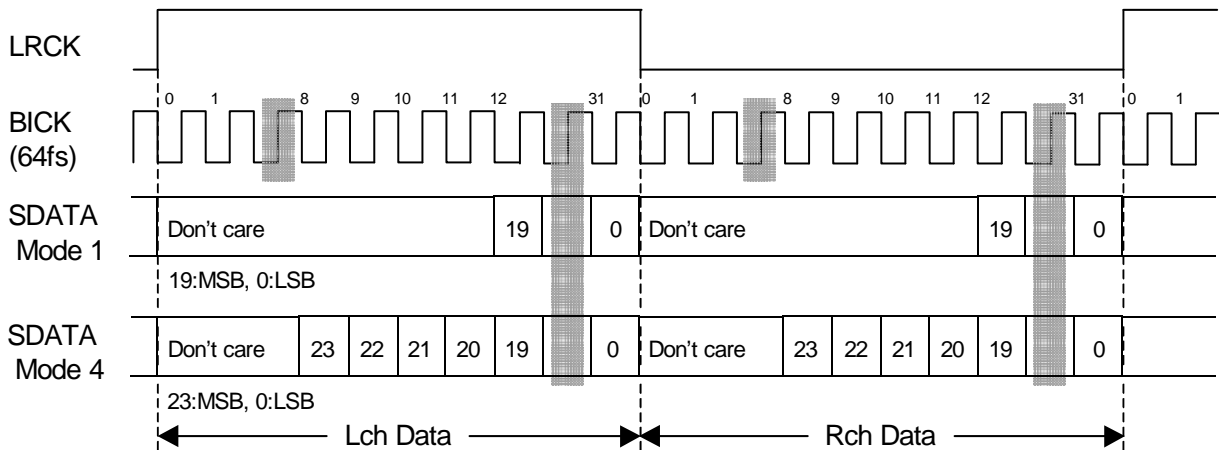 LRCK
0 1 8 9 10 11 12 31 0 1 8 9 10 11 12 31 0 1
BICK
(64fs)
SDATA
Mode 1
Don't care 19 0 Don't care 19 0
19:MSB, 0:LSB
SDATA
Mode 4
Don't care 23 22 21 20 19 0 Don't care 23 22 21 20 19 0
23:MSB, 0:LSB
Lch Data Rch Data